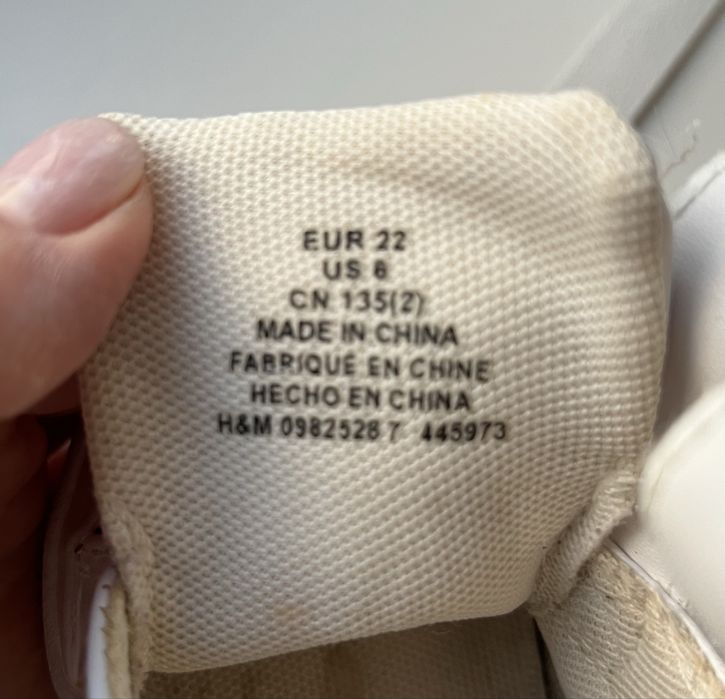 EUR 22
US 6
CN 135(2)
MADE IN CHINA
FABRIQUÉ EN CHINE
HECHO EN CHINA
H&M 0982528 7 445973